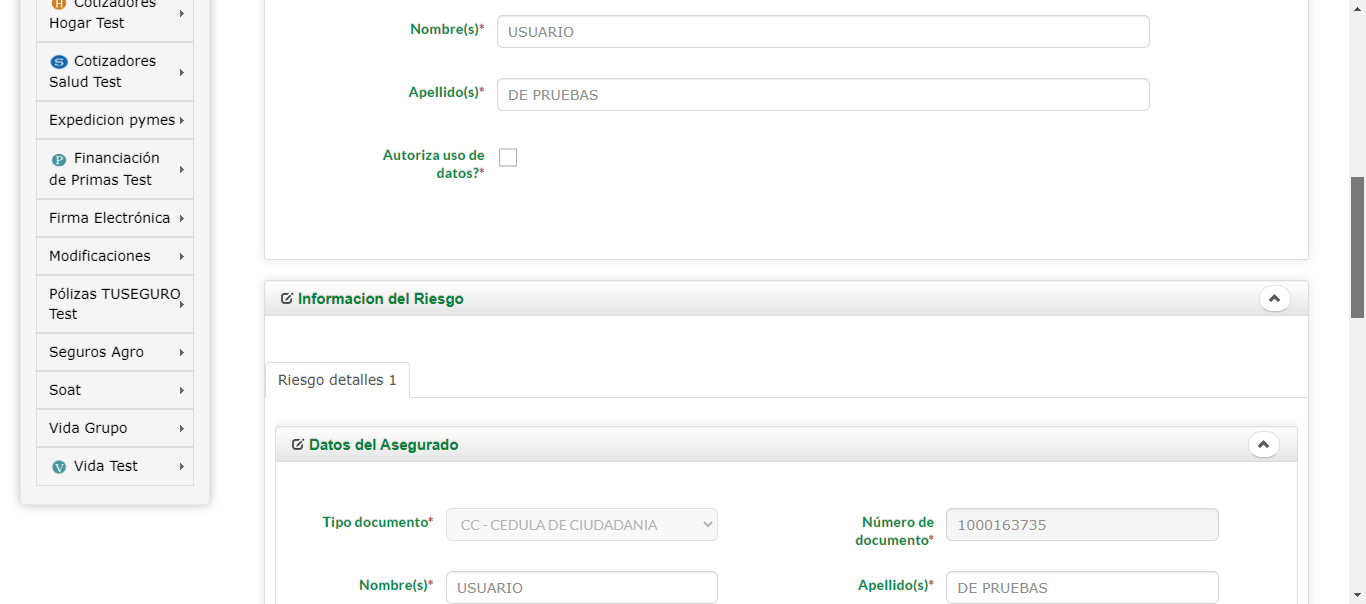 Cotizadores
Hogar Test
Cotizadores
Salud Test
Expedicion pymes
Financiación
de Primas Test
Firma Electrónica
Modificaciones
Pólizas TUSEGURO
Test
Seguros Agro
Soat
Vida Grupo
Vida Test
Nombre(s)*
USUARIO
Apellido(s)*
DE PRUEBAS
Autoriza uso de
datos?*
Informacion del Riesgo
Riesgo detalles 1
Datos del Asegurado
Tipo documento*
CC - CEDULA DE CIUDADANIA
Número de
documento*
1000163735
Nombre(s)*
USUARIO
Apellido(s)*
DE PRUEBAS